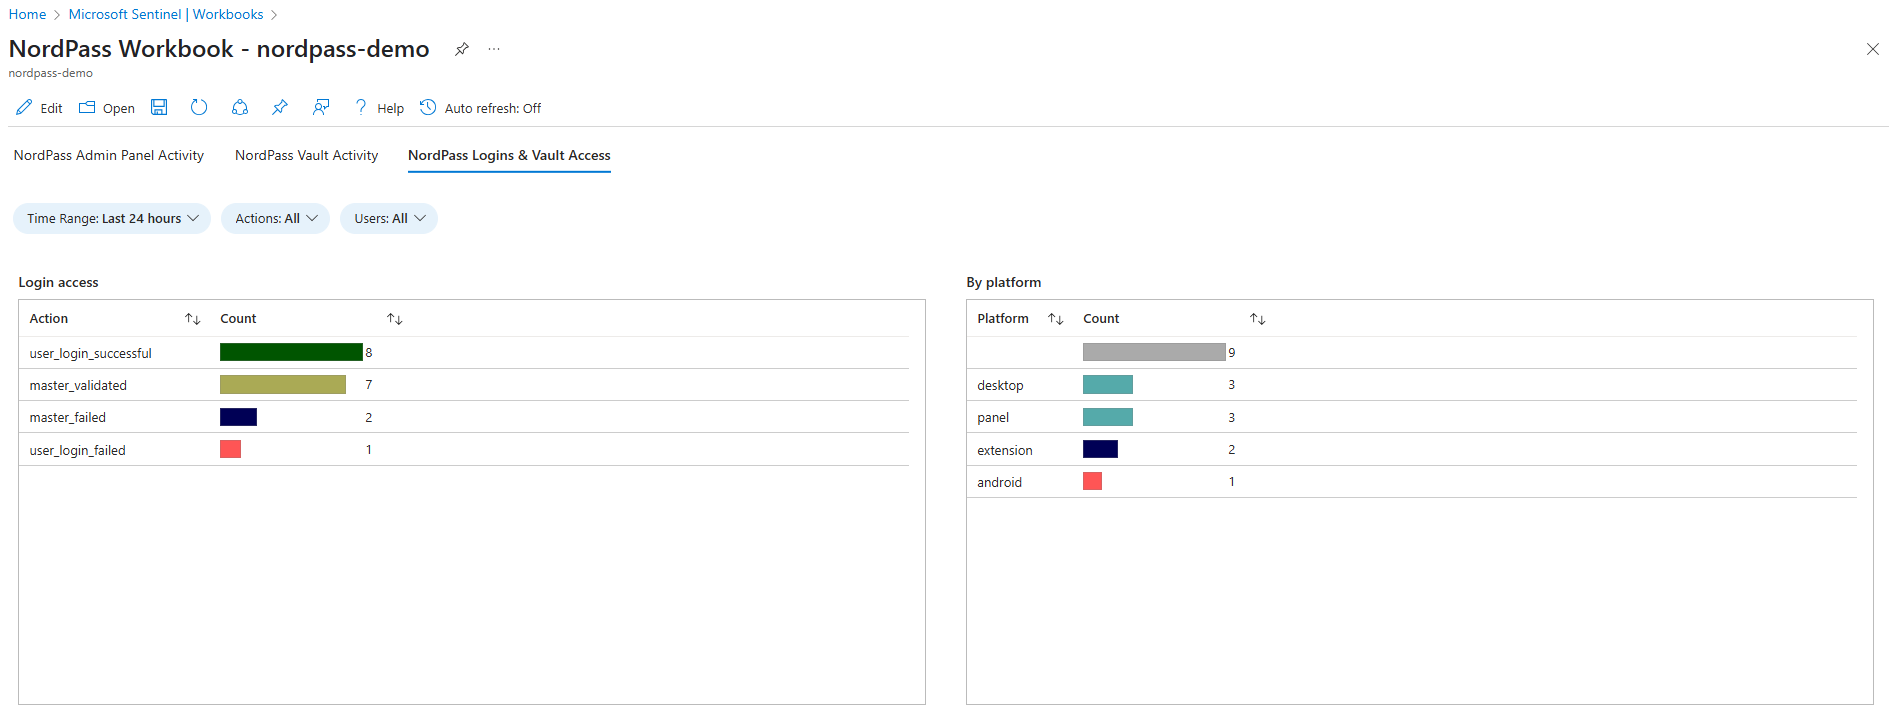 Home > Microsoft Sentinel | Workbooks >
NordPass Workbook - nordpass-demo ...
nordpass-demo
Edit Open Help Auto refresh: Off
NordPass Admin Panel Activity NordPass Vault Activity NordPass Logins & Vault Access
Time Range: Last 24 hours Actions: All Users: All
Login access
Action Count
user_login_successful 8
master_validated 7
master_failed 2
user_login_failed 1
By platform
Platform Count
9
desktop 3
panel 3
extension 2
android 1